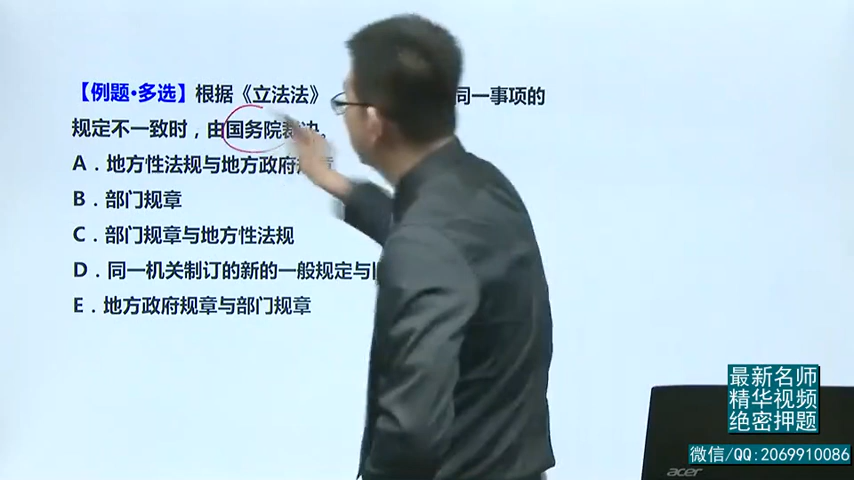 【例题·多选】根据《立法法》 同一事项的
规定不一致时，由国务院裁决。
A．地方性法规与地方政府规章
B．部门规章
C．部门规章与地方性法规
D．同一机关制订的新的一般规定与
E．地方政府规章与部门规章
最新名师
精华视频
绝密押题
微信/QQ:2069910086
acer